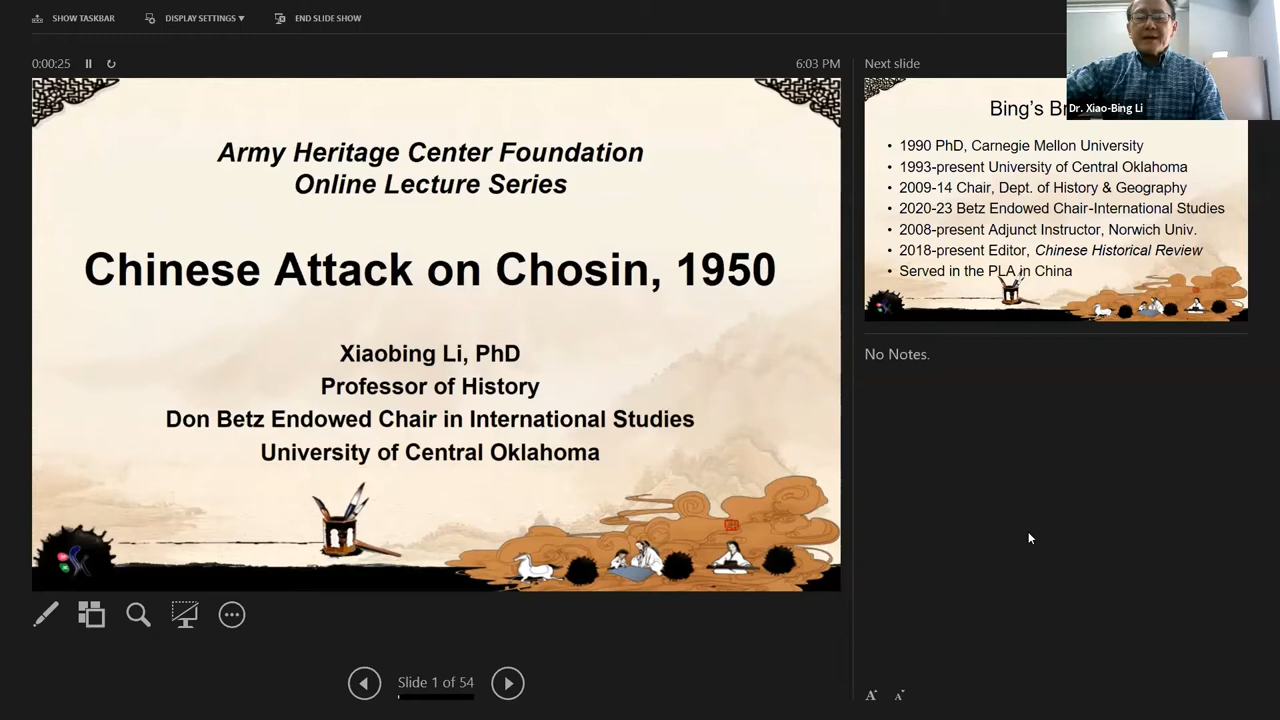 SHOW TASKBAR
DISPLAY SETTINGS ▼
END SLIDE SHOW
0:00:25
6:03 PM
Army Heritage Center Foundation
Online Lecture Series
Chinese Attack on Chosin, 1950
Xiaobing Li, PhD
Professor of History
Don Betz Endowed Chair in International Studies
University of Central Oklahoma
Slide 1 of 54
Next slide
Dr. Xiao-Bing Li
Bing's
• 1990 PhD, Carnegie Mellon University
• 1993-present University of Central Oklahoma
• 2009-14 Chair, Dept. of History & Geography
• 2020-23 Betz Endowed Chair-International Studies
• 2008-present Adjunct Instructor, Norwich Univ.
• 2018-present Editor, Chinese Historical Review
• Served in the PLA in China
No Notes.
A
A